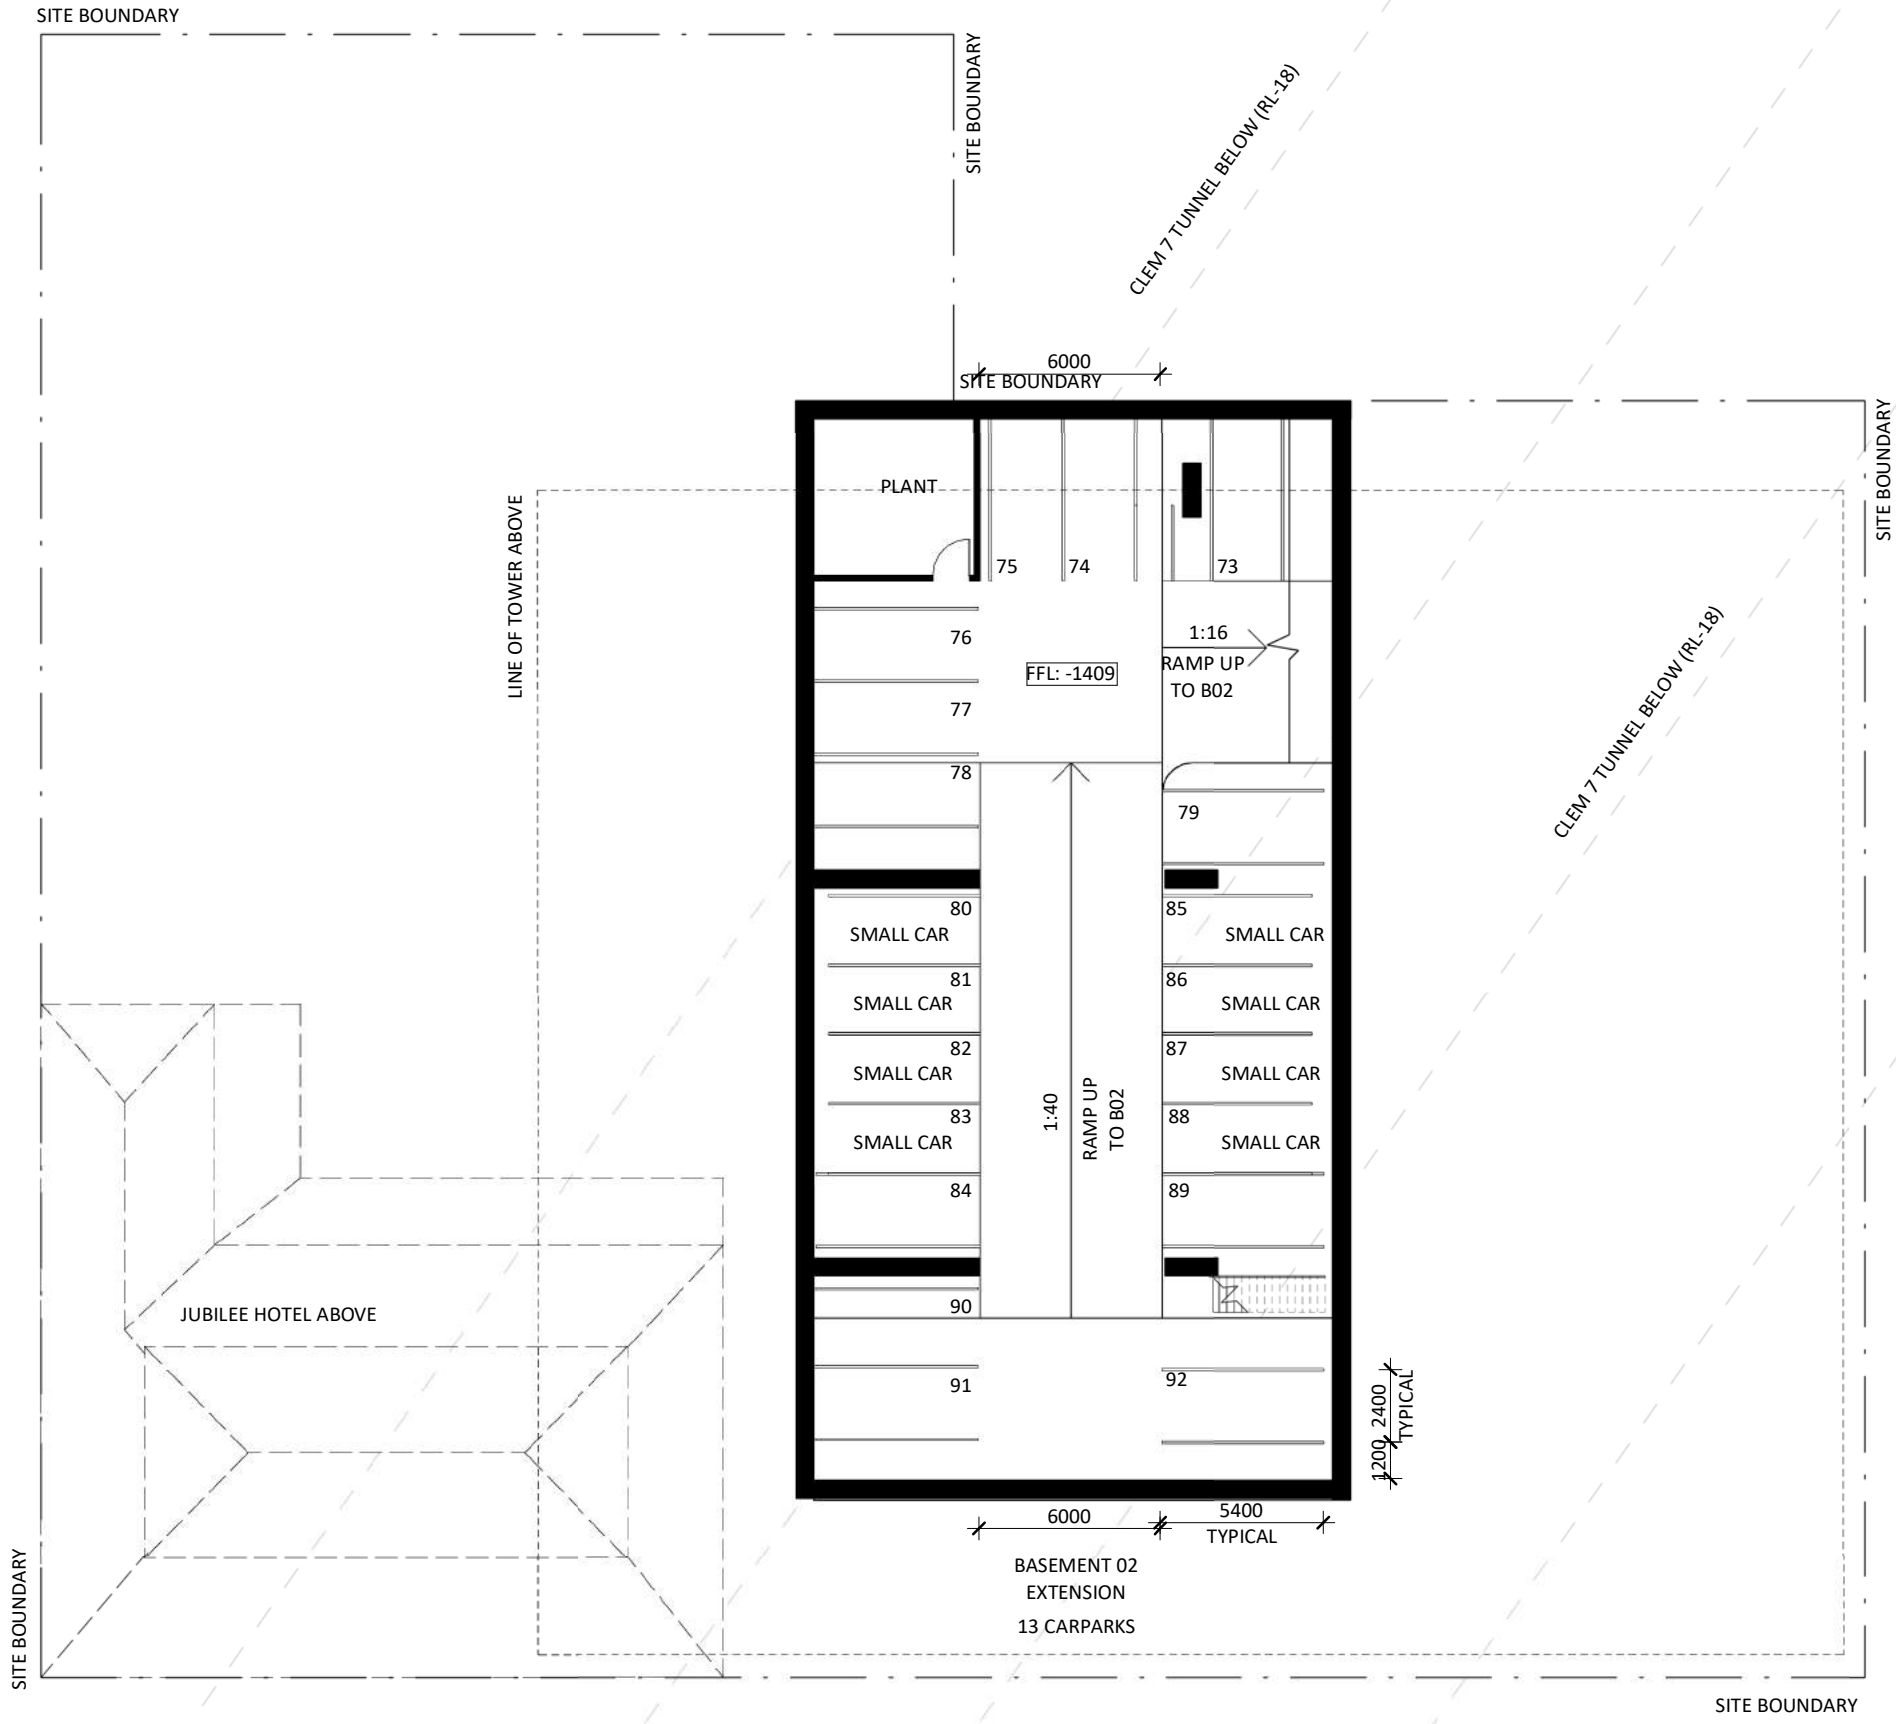 SITE BOUNDARY
SITE BOUNDARY
CLEM 7 TUNNEL BELOW (RL-18)
6000
SITE BOUNDARY
SITE BOUNDARY
PLANT
LINE OF TOWER ABOVE
75
74
73
76
1:16
RAMP UP
TO B02
FFL: -1409
77
CLEM 7 TUNNEL BELOW (RL-18)
78
79
80
85
SMALL CAR
SMALL CAR
81
86
SMALL CAR
SMALL CAR
82
87
SMALL CAR
SMALL CAR
1:40
RAMP UP
TO B02
83
88
SMALL CAR
SMALL CAR
84
89
90
JUBILEE HOTEL ABOVE
91
92
2400
TYPICAL
1200
6000
5400
TYPICAL
BASEMENT 02
EXTENSION
13 CARPARKS
SITE BOUNDARY
SITE BOUNDARY